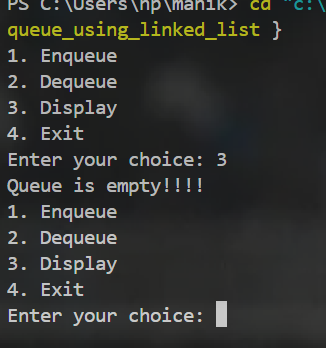 PS C:\Users\hp\manik> cd "c:\
queue_using_linked_list }
1. Enqueue
2. Dequeue
3. Display
4. Exit
Enter your choice: 3
Queue is empty!!!!
1. Enqueue
2. Dequeue
3. Display
4. Exit
Enter your choice: